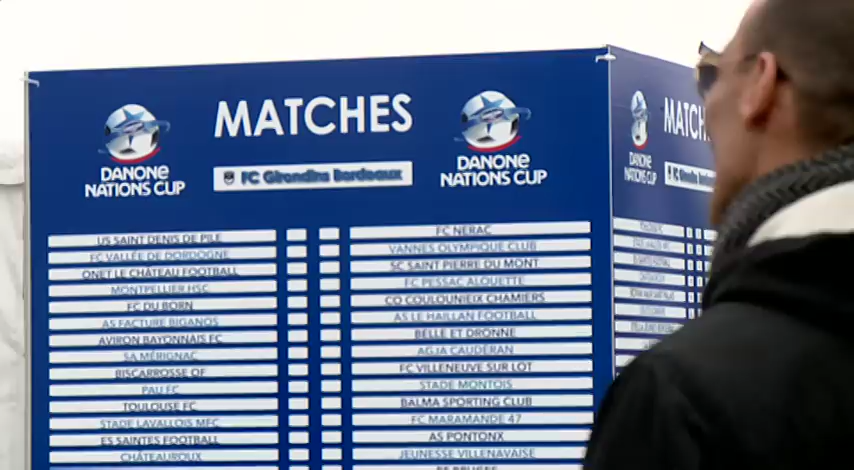 MATCHES
DANONE
NATIONS CUP
FC Girondins Bordeaux
DANONE
NATIONS CUP
US SAINT DENIS DE PILE
FC NERAC
FC VALLÉE DE DORDOGNE
VANNES OLYMPIQUE CLUB
ONET LE CHÂTEAU FOOTBALL
SC SAINT PIERRE DU MONT
MONTPELLIER HSC
FC PESSAC ALOUETTE
FC DU BORN
CO COULOUNIEIX CHAMIERS
AS FACTURE BIGANOS
AS LE HAILLAN FOOTBALL
AVIRON BAYONNAIS FC
BELLE ET DRONNE
SA MÉRIGNAC
AGJA CAUDÉRAN
BISCARROSSE OF
FC VILLENEUVE SUR LOT
PAU FC
STADE MONTOIS
TOULOUSE FC
BALMA SPORTING CLUB
STADE LAVALLOIS MFC
FC MARAMANDE 47
ES SAINTES FOOTBALL
AS PONTONX
CHÂTEAUROUX
JEUNESSE VILLENAVAISE
DANONE
NATIONS CUP
MATCH